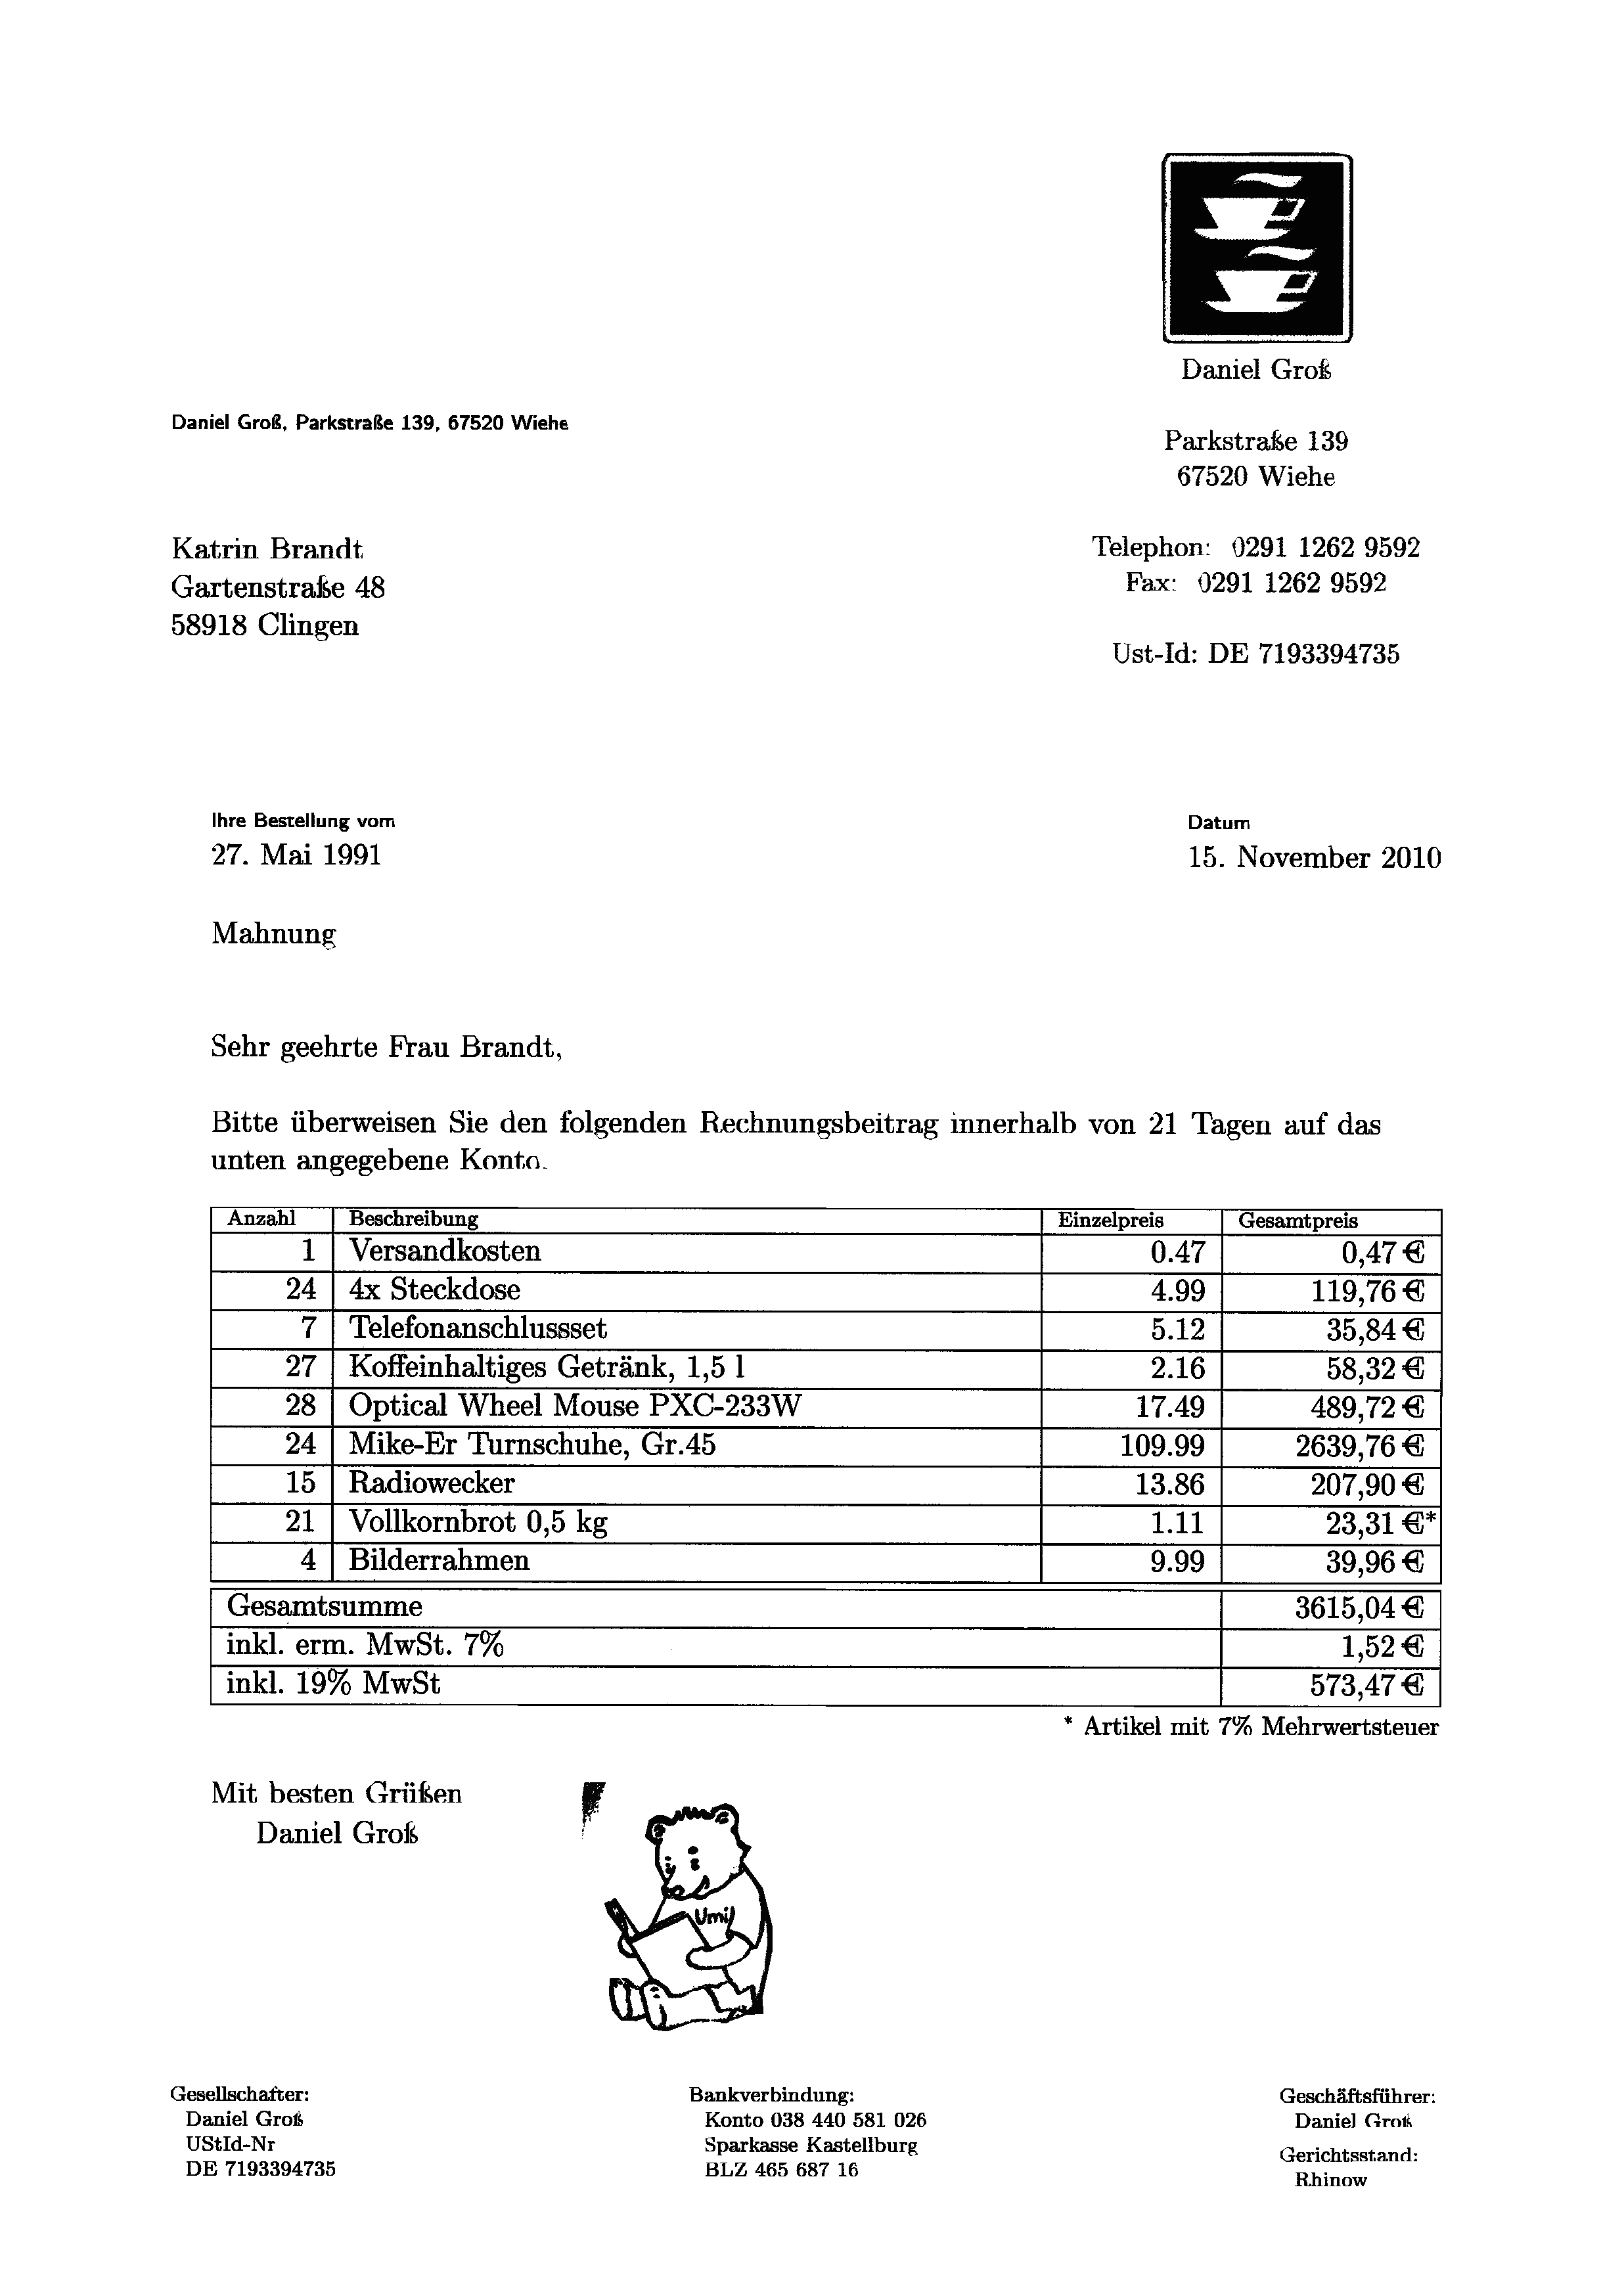 Daniel Groß
Daniel Groß, Parkstraße 139, 67520 Wiehe
Parkstraße 139
67520 Wiehe
Katrin Brandt
Gartenstraße 48
58918 Clingen
Telephon: 0291 1262 9592
Fax: 0291 1262 9592
Ust-Id: DE 7193394735
Ihre Bestellung vom
27. Mai 1991
Datum
15. November 2010
Mahnung
Sehr geehrte Frau Brandt,
Bitte überweisen Sie den folgenden Rechnungsbeitrag innerhalb von 21 Tagen auf das
unten angegebene Konto.
Anzahl Beschreibung Einzelpreis Gesamtpreis
1 Versandkosten 0.47 0,47 €
24 4x Steckdose 4.99 119,76 €
7 Telefonanschlussset 5.12 35,84 €
27 Koffeinhaltiges Getränk, 1,5 l 2.16 58,32 €
28 Optical Wheel Mouse PXC-233W 17.49 489,72 €
24 Mike-Er Turnschuhe, Gr.45 109.99 2639,76 €
15 Radiowecker 13.86 207,90 €
21 Vollkornbrot 0,5 kg 1.11 23,31 €*
4 Bilderrahmen 9.99 39,96 €
Gesamtsumme 3615,04 €
inkl. erm. MwSt. 7% 1,52 €
inkl. 19% MwSt 573,47 €
* Artikel mit 7% Mehrwertsteuer
Mit besten Grüßen
Daniel Groß
Umil
Gesellschafter:
Daniel Groß
UStId-Nr
DE 7193394735
Bankverbindung:
Konto 038 440 581 026
Sparkasse Kastellburg
BLZ 465 687 16
Geschäftsführer:
Daniel Groß
Gerichtsstand:
Rhinow